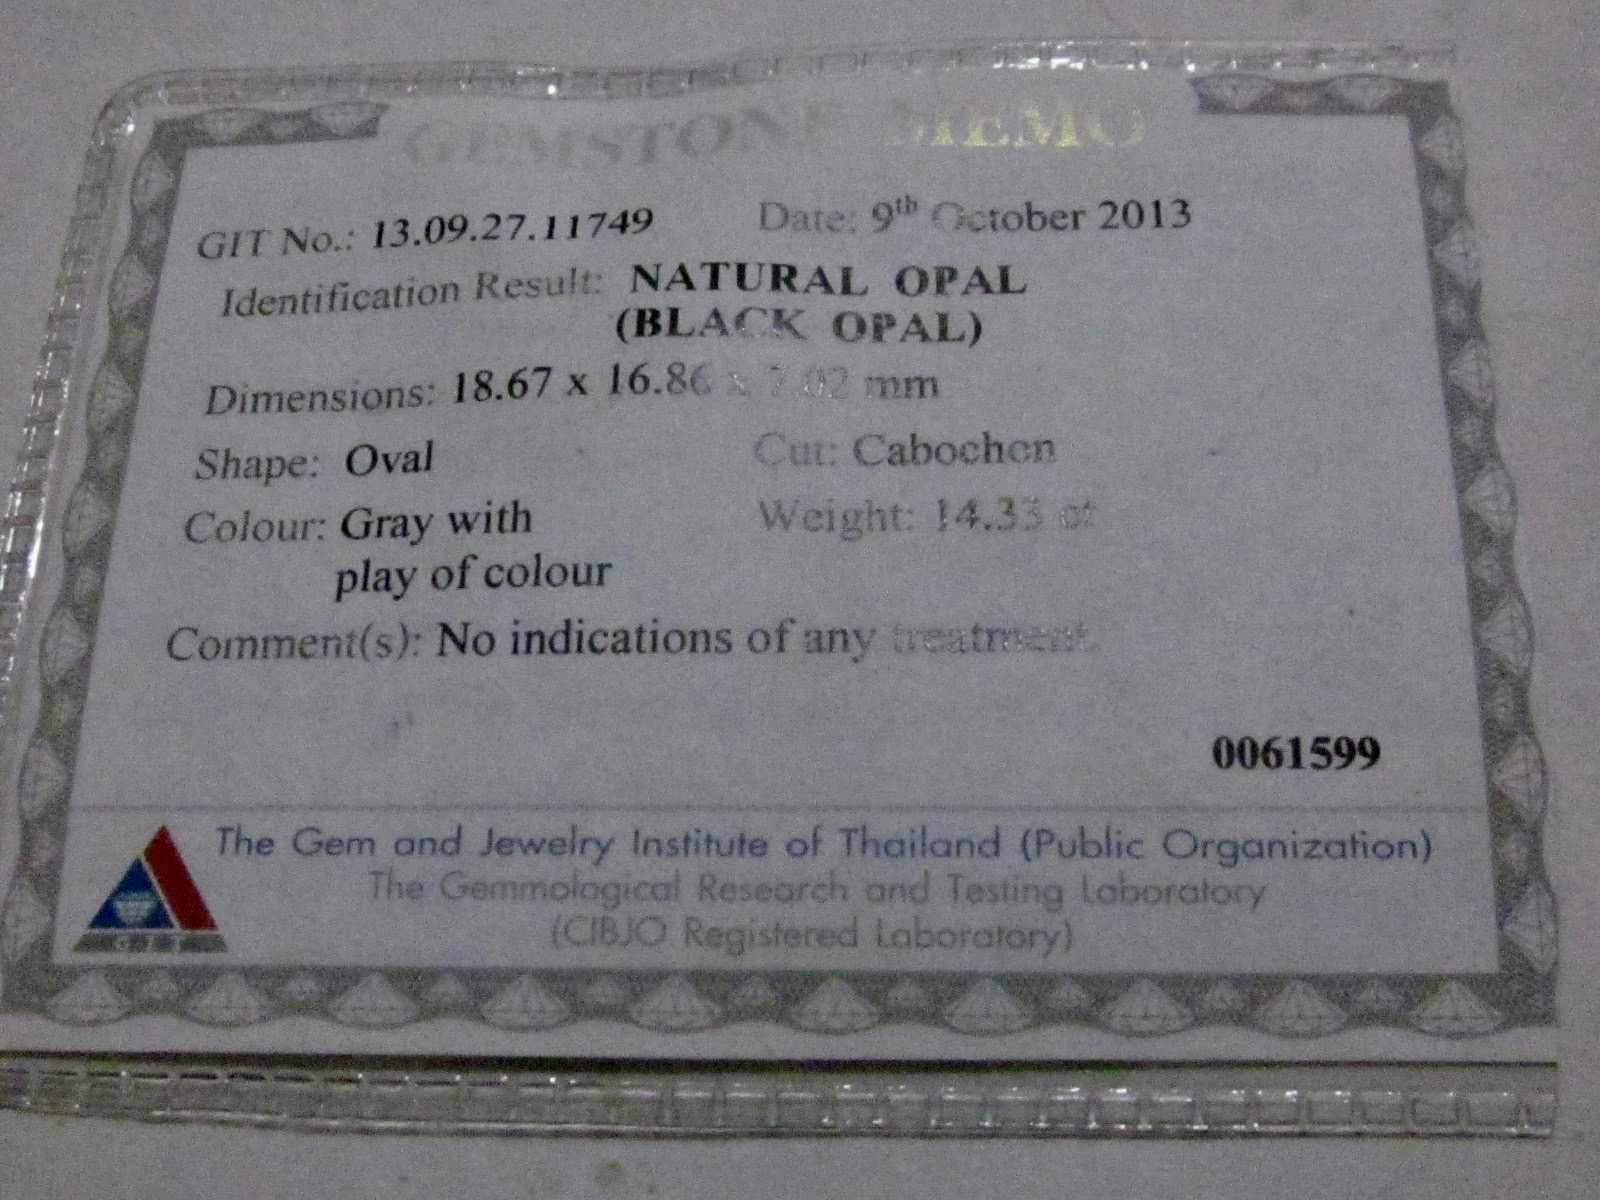 GEMSTONE MEMO
GIT No.: 13.09.27.11749 Date: 9th October 2013
Identification Result: NATURAL OPAL
(BLACK OPAL)
Dimensions: 18.67 x 16.86 x 7.02 mm
Shape: Oval Cut: Cabochon
Colour: Gray with Weight: 14.33 ct
play of colour
Comment(s): No indications of any treatment.
0061599
The Gem and Jewelry Institute of Thailand (Public Organization)
The Gemmological Research and Testing Laboratory
(CIBJO Registered Laboratory)
GIT